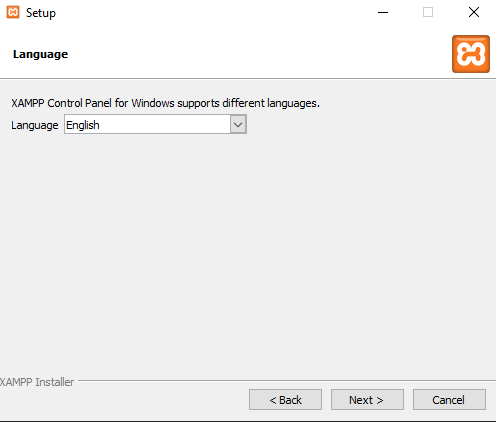 Setup
Language
XAMPP Control Panel for Windows supports different languages.
Language English
XAMPP Installer
< Back Next > Cancel